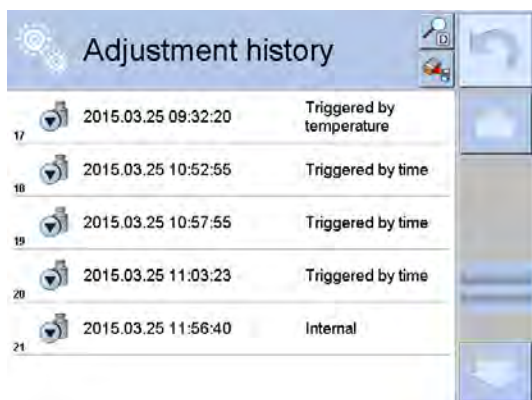 Adjustment history
D
2015.03.25 09:32:20 Triggered by
temperature
17
2015.03.25 10:52:55 Triggered by time
18
2015.03.25 10:57:55 Triggered by time
19
2015.03.25 11:03:23 Triggered by time
20
2015.03.25 11:56:40 Internal
21